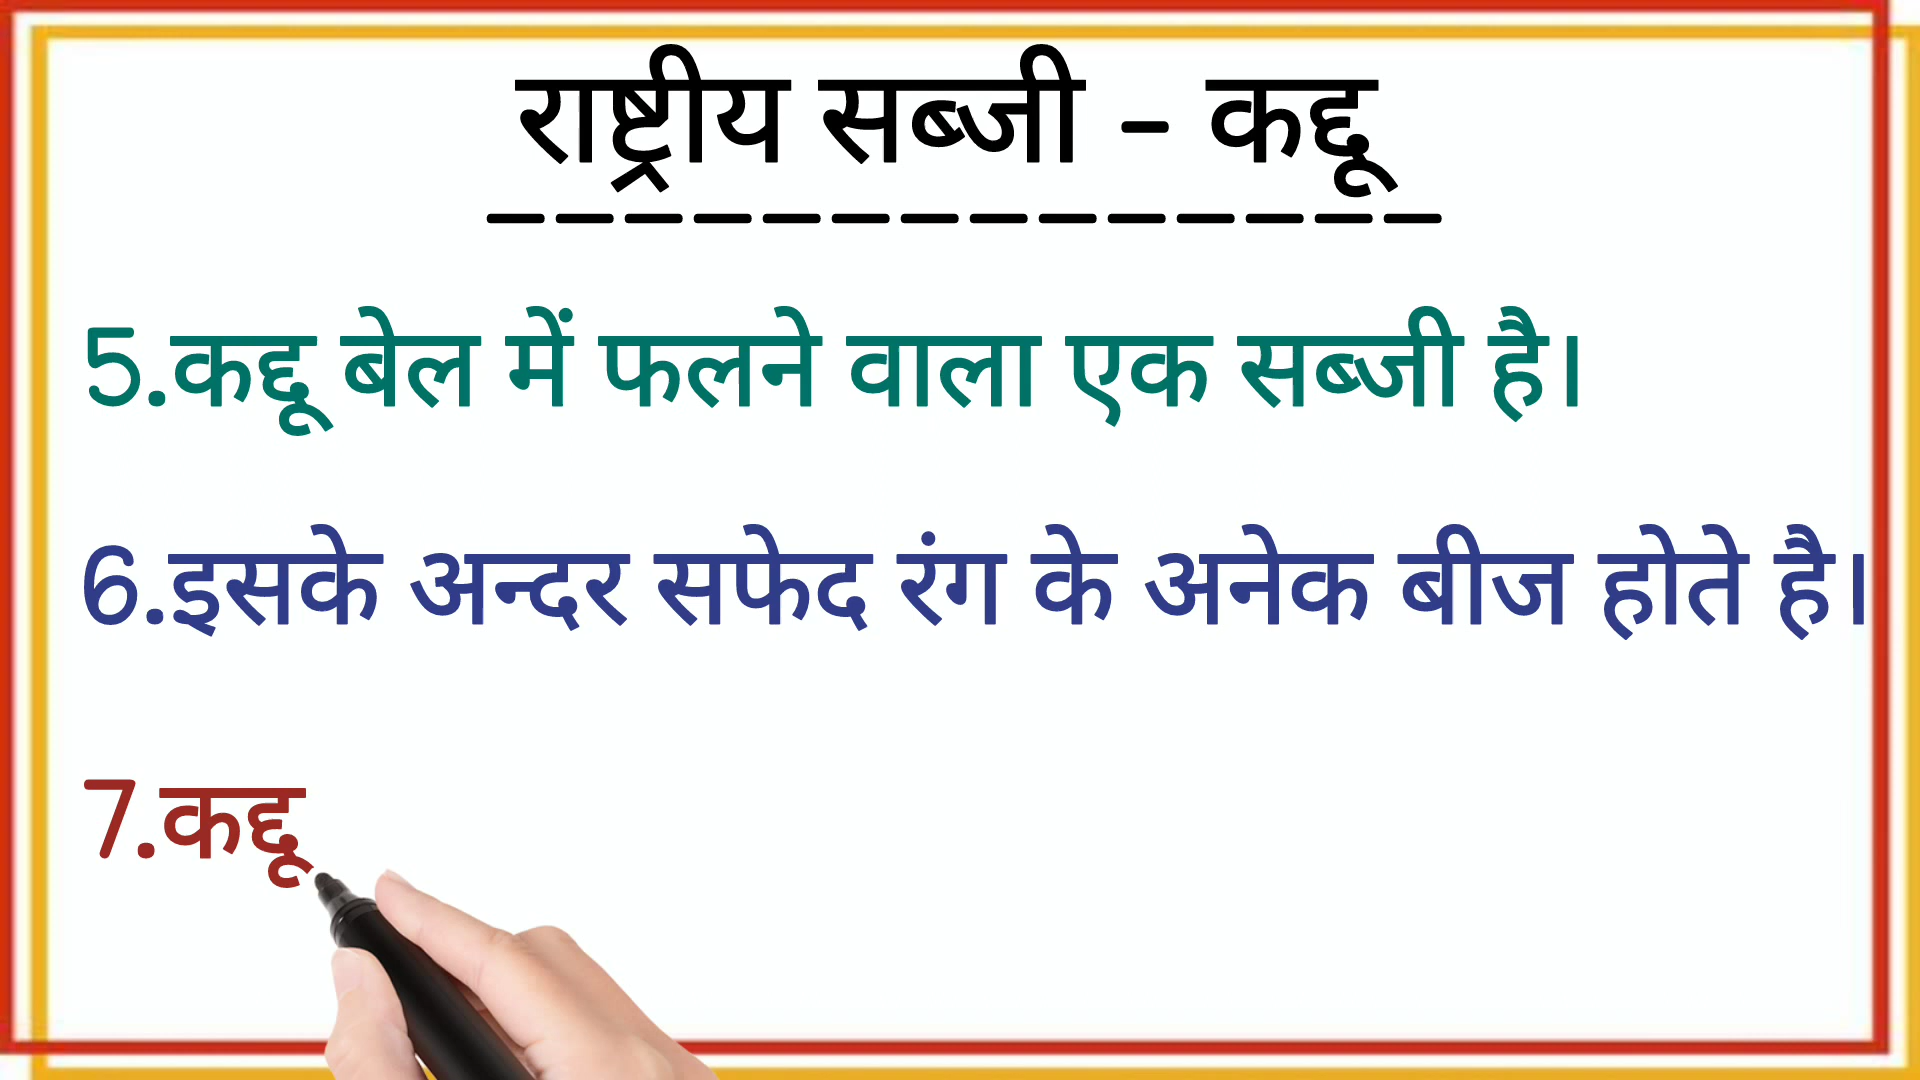 राष्ट्रीय सब्जी - कद्दू
5.कद्दू बेल में फलने वाला एक सब्जी है।
6.इसके अन्दर सफेद रंग के अनेक बीज होते है।
7.कद्दू